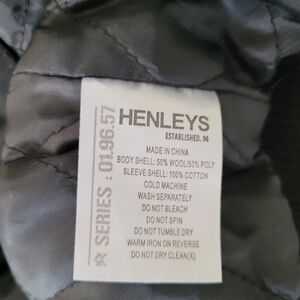 SERIES : 01.96.57
HENLEYS
ESTABLISHED. 96
MADE IN CHINA
BODY SHELL: 50% WOOL/50% POLY
SLEEVE SHELL: 100% COTTON
COLD MACHINE
WASH SEPARATELY
DO NOT BLEACH
DO NOT SPIN
DO NOT TUMBLE DRY
WARM IRON ON REVERSE
DO NOT DRY CLEAN(X)